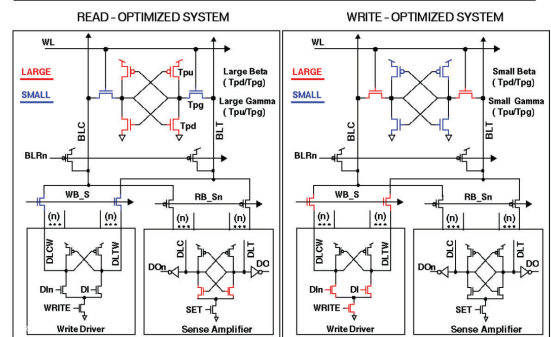 READ - OPTIMIZED SYSTEM
WL
LARGE
SMALL
Tpu
Tpg
Tpd
Large Beta
( Tpd/Tpg)
Large Gamma
( Tpu/Tpg)
BLC
BLT
BLRn
WB_S
RB_Sn
(n)
(n)
(n)
(n)
DLCW
DLTW
DLC
DLT
DOn
DO
DIn
DI
WRITE
SET
Write Driver
Sense Amplifier
WRITE - OPTIMIZED SYSTEM
WL
LARGE
SMALL
Small Beta
( Tpd/Tpg)
Small Gamma
( Tpu/Tpg)
BLC
BLT
BLRn
WB_S
RB_Sn
(n)
(n)
(n)
(n)
DLCW
DLTW
DLC
DLT
DOn
DO
DIn
DI
WRITE
SET
Write Driver
Sense Amplifier